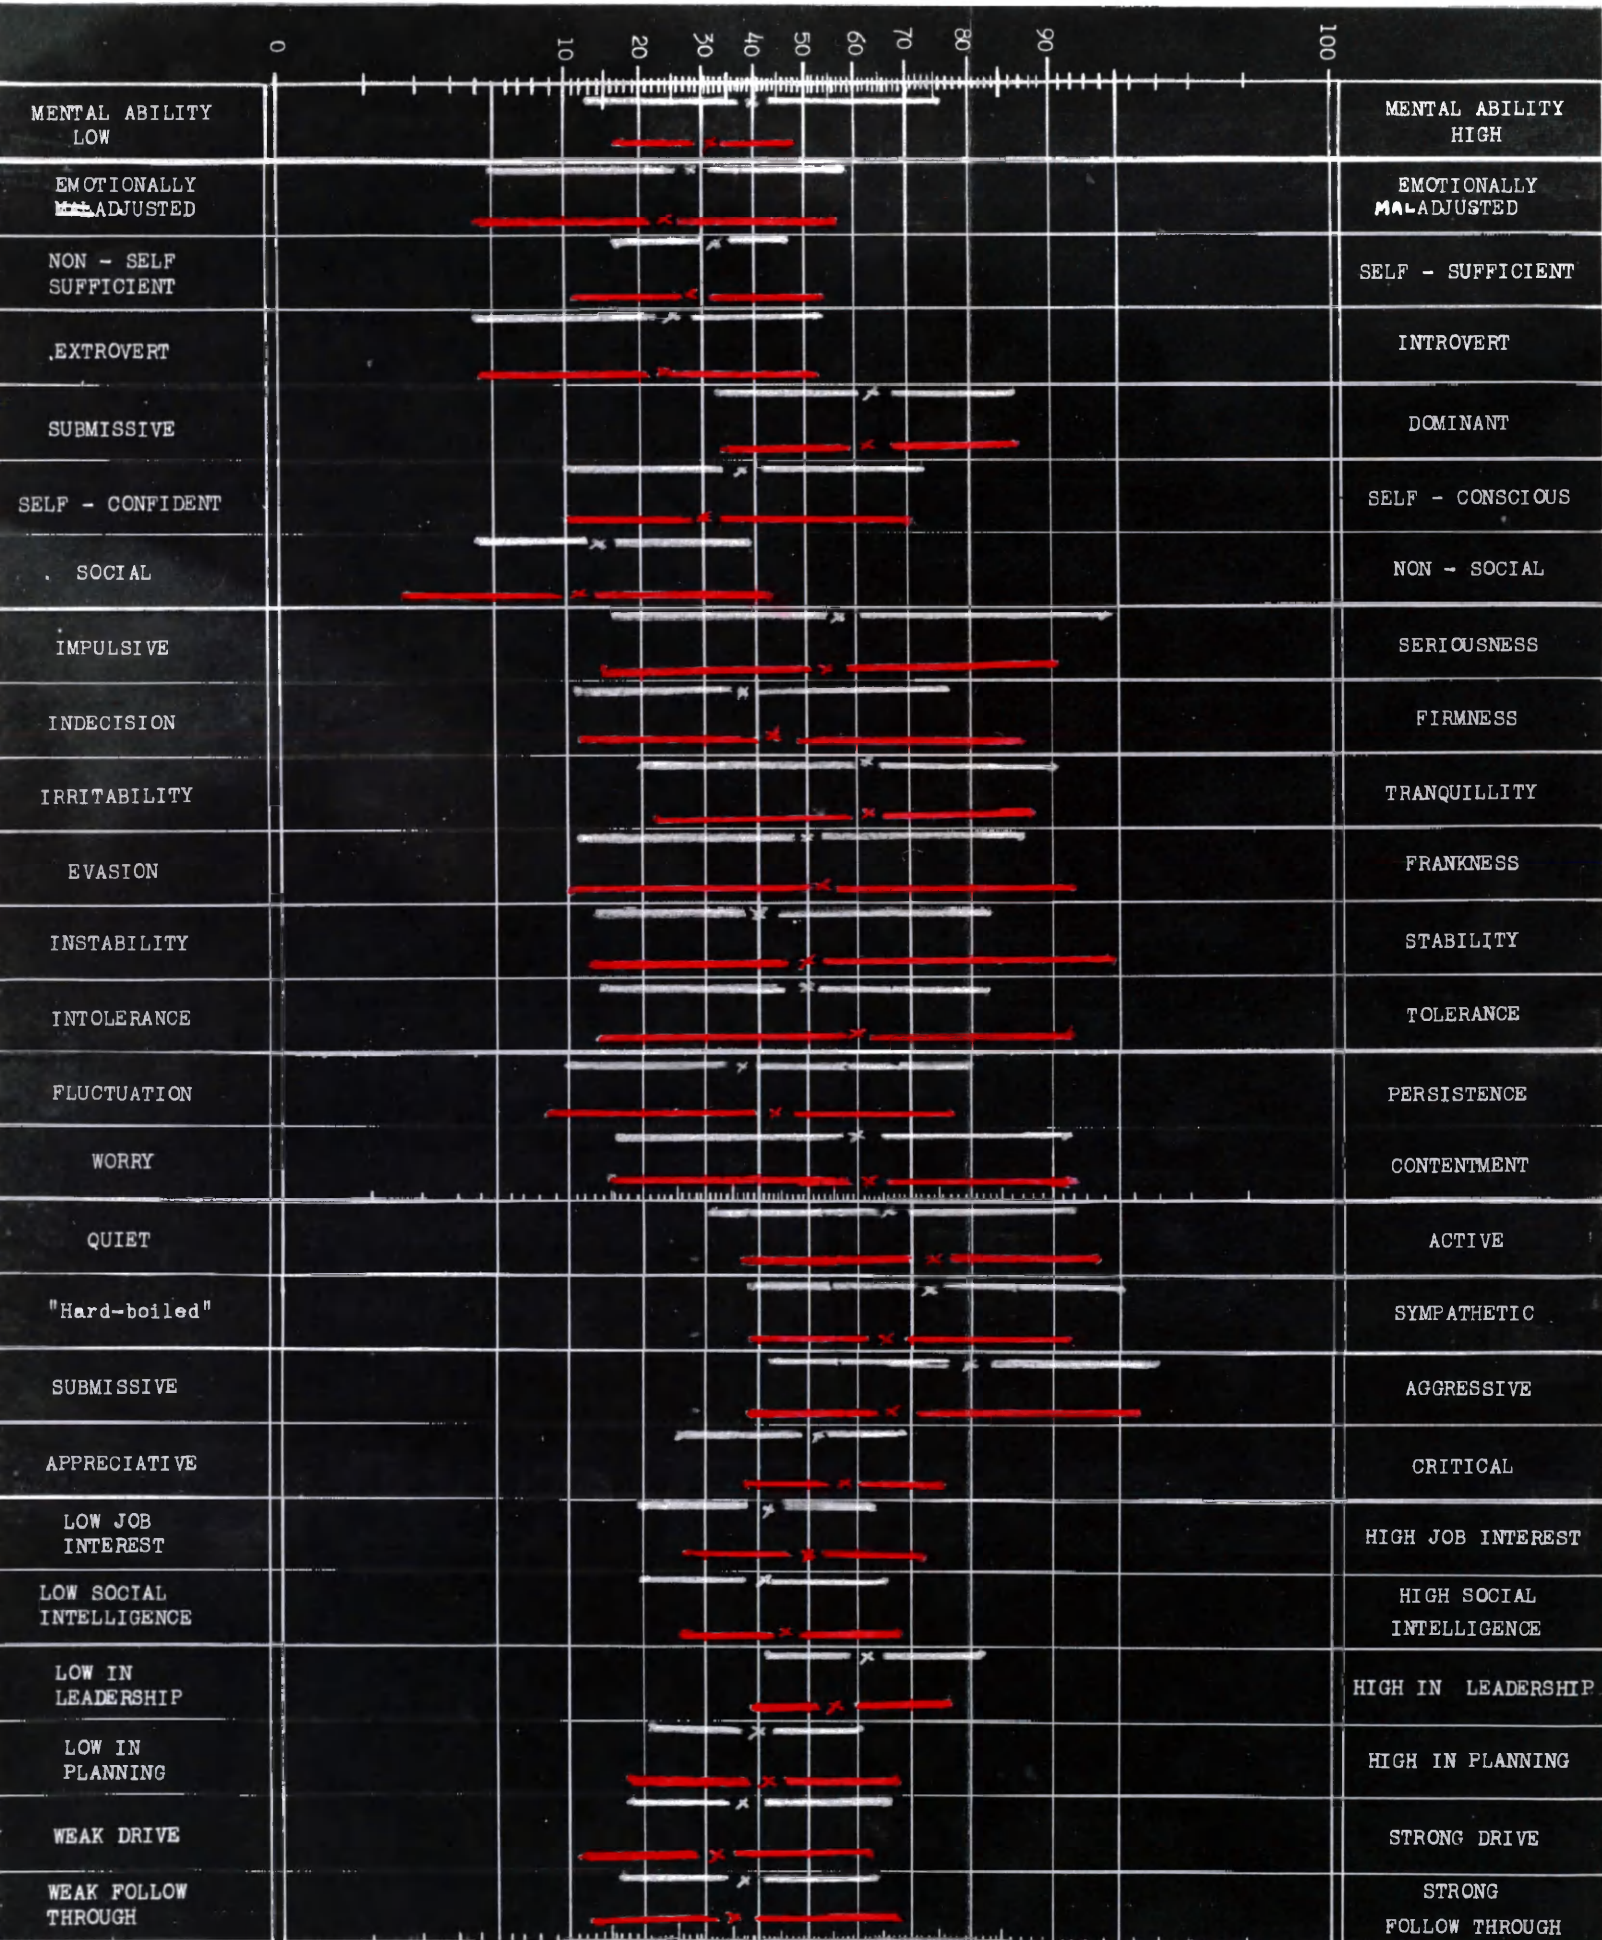 0 10 20 30 40 50 60 70 80 90 100
MENTAL ABILITY
LOW
MENTAL ABILITY
HIGH
EMOTIONALLY
ADJUSTED
EMOTIONALLY
MALADJUSTED
NON - SELF
SUFFICIENT
SELF - SUFFICIENT
EXTROVERT
INTROVERT
SUBMISSIVE
DOMINANT
SELF - CONFIDENT
SELF - CONSCIOUS
SOCIAL
NON - SOCIAL
IMPULSIVE
SERIOUSNESS
INDECISION
FIRMNESS
IRRITABILITY
TRANQUILLITY
EVASION
FRANKNESS
INSTABILITY
STABILITY
INTOLERANCE
TOLERANCE
FLUCTUATION
PERSISTENCE
WORRY
CONTENTMENT
QUIET
ACTIVE
"Hard-boiled"
SYMPATHETIC
SUBMISSIVE
AGGRESSIVE
APPRECIATIVE
CRITICAL
LOW JOB
INTEREST
HIGH JOB INTEREST
LOW SOCIAL
INTELLIGENCE
HIGH SOCIAL
INTELLIGENCE
LOW IN
LEADERSHIP
HIGH IN LEADERSHIP
LOW IN
PLANNING
HIGH IN PLANNING
WEAK DRIVE
STRONG DRIVE
WEAK FOLLOW
THROUGH
STRONG
FOLLOW THROUGH